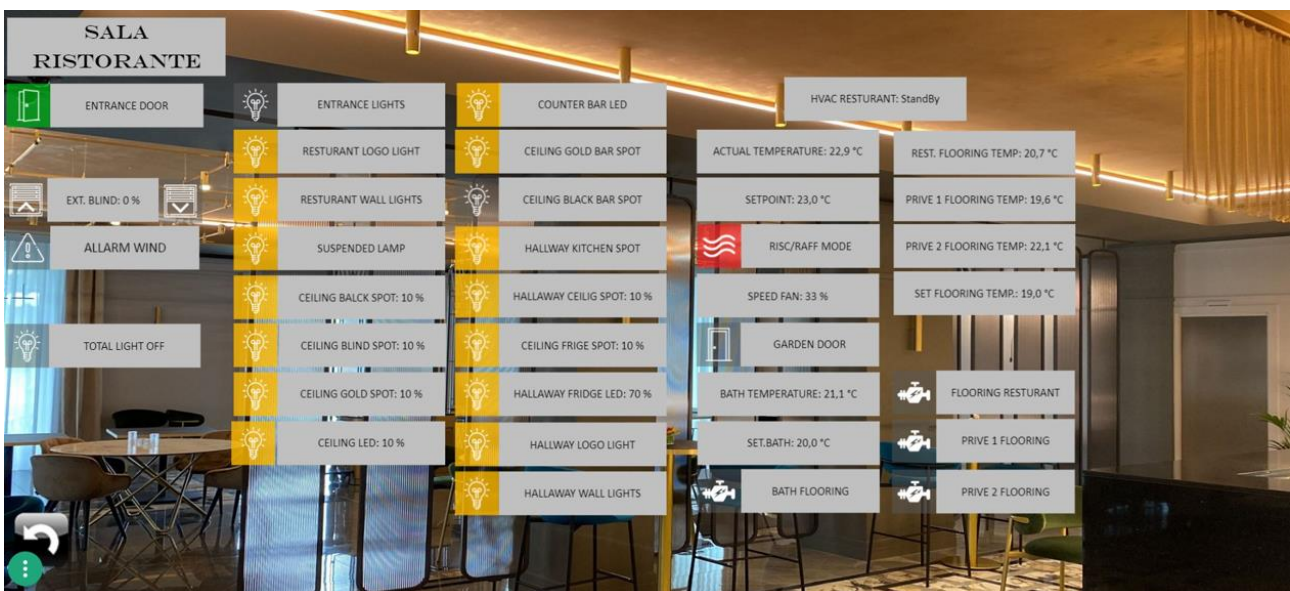 SALA
RISTORANTE
ENTRANCE DOOR
EXT. BLIND: 0 %
ALLARM WIND
TOTAL LIGHT OFF
ENTRANCE LIGHTS
RESTURANT LOGO LIGHT
RESTURANT WALL LIGHTS
SUSPENDED LAMP
CEILING BALCK SPOT: 10 %
CEILING BLIND SPOT: 10 %
CEILING GOLD SPOT: 10 %
CEILING LED: 10 %
COUNTER BAR LED
CEILING GOLD BAR SPOT
CEILING BLACK BAR SPOT
HALLWAY KITCHEN SPOT
HALLAWAY CEILIG SPOT: 10 %
CEILING FRIGE SPOT: 10 %
HALLAWAY FRIDGE LED: 70 %
HALLWAY LOGO LIGHT
HALLAWAY WALL LIGHTS
HVAC RESTURANT: StandBy
ACTUAL TEMPERATURE: 22,9 °C
SETPOINT: 23,0 °C
RISC/RAFF MODE
SPEED FAN: 33 %
GARDEN DOOR
BATH TEMPERATURE: 21,1 °C
SET.BATH: 20,0 °C
BATH FLOORING
REST. FLOORING TEMP: 20,7 °C
PRIVE 1 FLOORING TEMP: 19,6 °C
PRIVE 2 FLOORING TEMP: 22,1 °C
SET FLOORING TEMP.: 19,0 °C
FLOORING RESTURANT
PRIVE 1 FLOORING
PRIVE 2 FLOORING